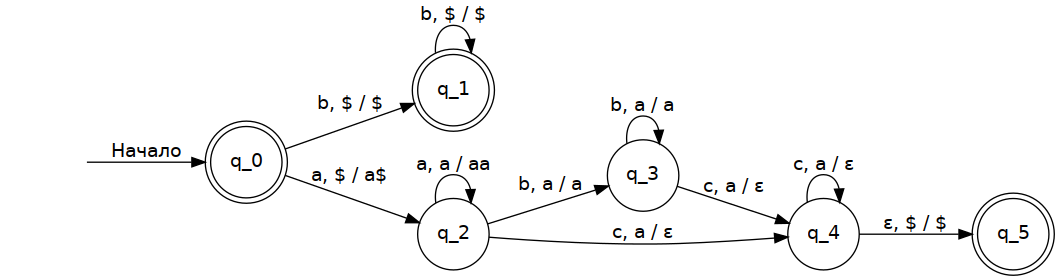 b, $ / $
q_1
b, $ / $
b, a / a
Начало
q_0
a, a / aa
c, a / ε
a, $ / a$
q_3
b, a / a
c, a / ε
q_2
c, a / ε
q_4
ε, $ / $
q_5